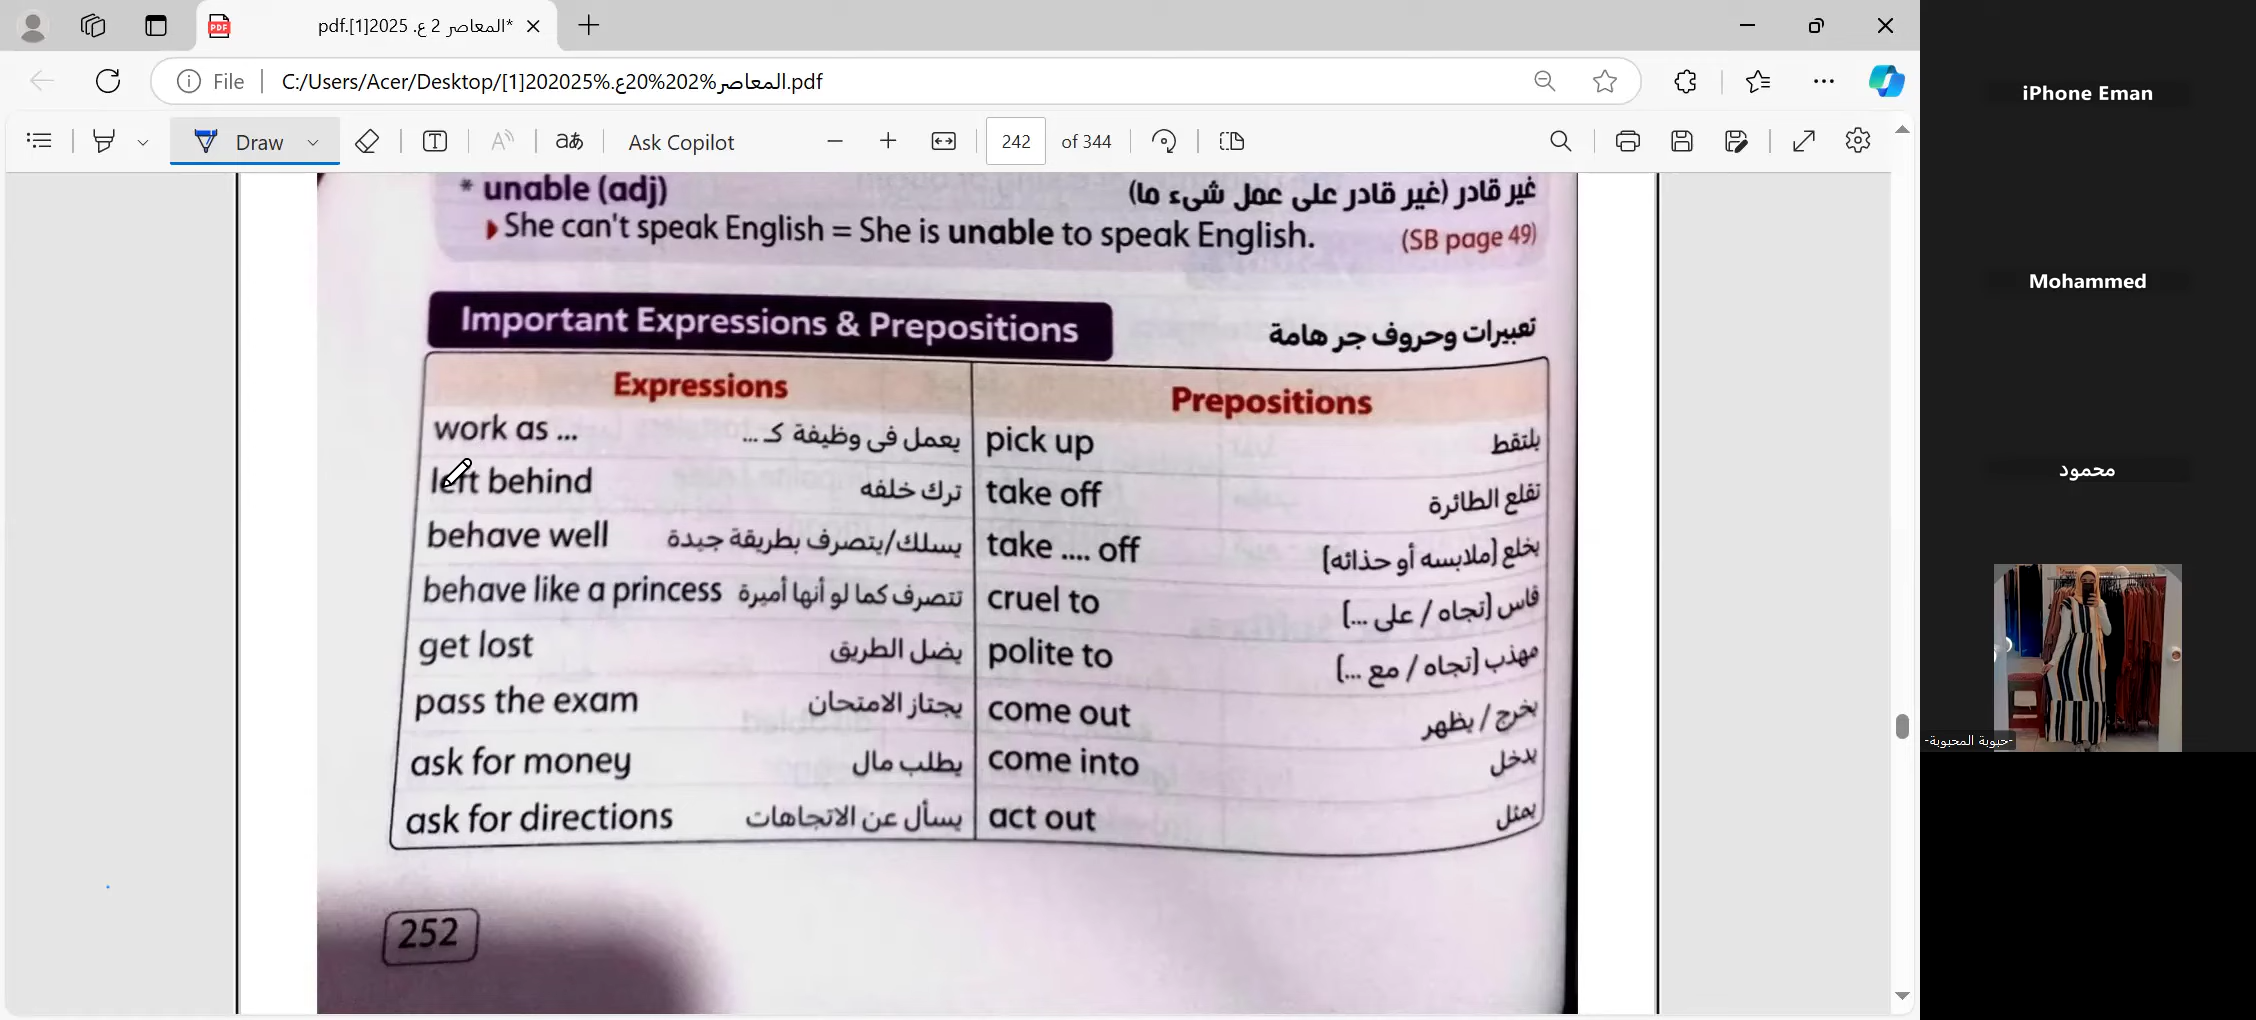 المعاصر 2 ع. 2025[1].pdf*
File
C:/Users/Acer/Desktop/المعاصر%202%20ع.%202025[1].pdf
Draw
aあ
Ask Copilot
242 of 344
* unable (adj) غير قادر (غير قادر على عمل شىء ما)
She can't speak English = She is unable to speak English. (SB page 49)
Important Expressions & Prepositions تعبيرات وحروف جر هامة
Expressions Prepositions
work as ... يعمل فى وظيفة كـ ... pick up يلتقط
left behind ترك خلفه take off تقلع الطائرة
behave well يسلك/يتصرف بطريقة جيدة take .... off يخلع [ملابسه أو حذائه]
behave like a princess تتصرف كما لو أنها أميرة cruel to قاس [تجاه / على ...]
get lost يضل الطريق polite to مهذب [تجاه / مع ...]
pass the exam يجتاز الامتحان come out يخرج / يظهر
ask for money يطلب مال come into يدخل
ask for directions يسأل عن الاتجاهات act out يمثل
252
iPhone Eman
Mohammed
محمود
-حبوبة المحبوبة-